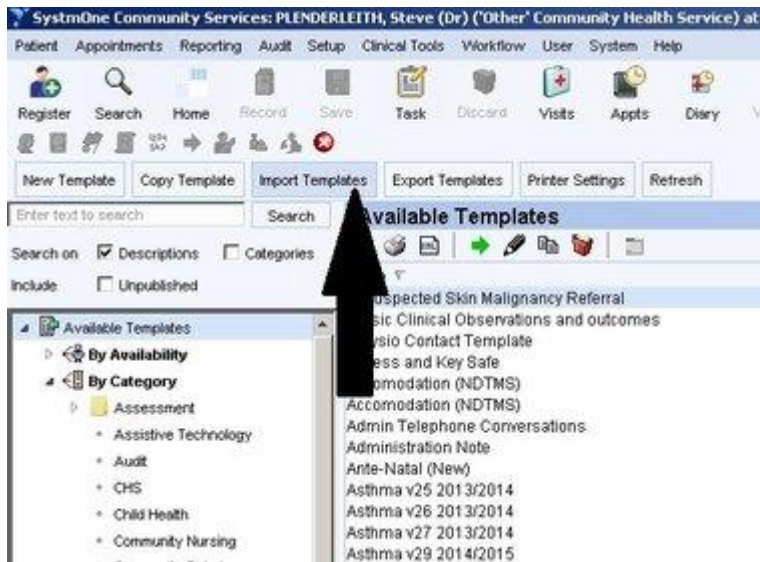 SystmOne Community Services: PLENDERLEITH, Steve (Dr) ('Other' Community Health Service) at
Patient Appointments Reporting Audit Setup Clinical Tools Workflow User System Help
Register Search Home Record Save Task Discard Visits Appts Diary
New Template Copy Template Import Templates Export Templates Printer Settings Refresh
Enter text to search Search Available Templates
Search on Descriptions Categories
Include Unpublished
Suspected Skin Malignancy Referral
Clinical Observations and outcomes
Contact Template
and Key Safe
(NDTMS)
Accomodation (NDTMS)
Admin Telephone Conversations
Administration Note
Ante-Natal (New)
Asthma v25 2013/2014
Asthma v26 2013/2014
Asthma v27 2013/2014
Asthma v29 2014/2015
Available Templates
By Availability
By Category
Assessment
Assistive Technology
Audit
CHS
Child Health
Community Nursing